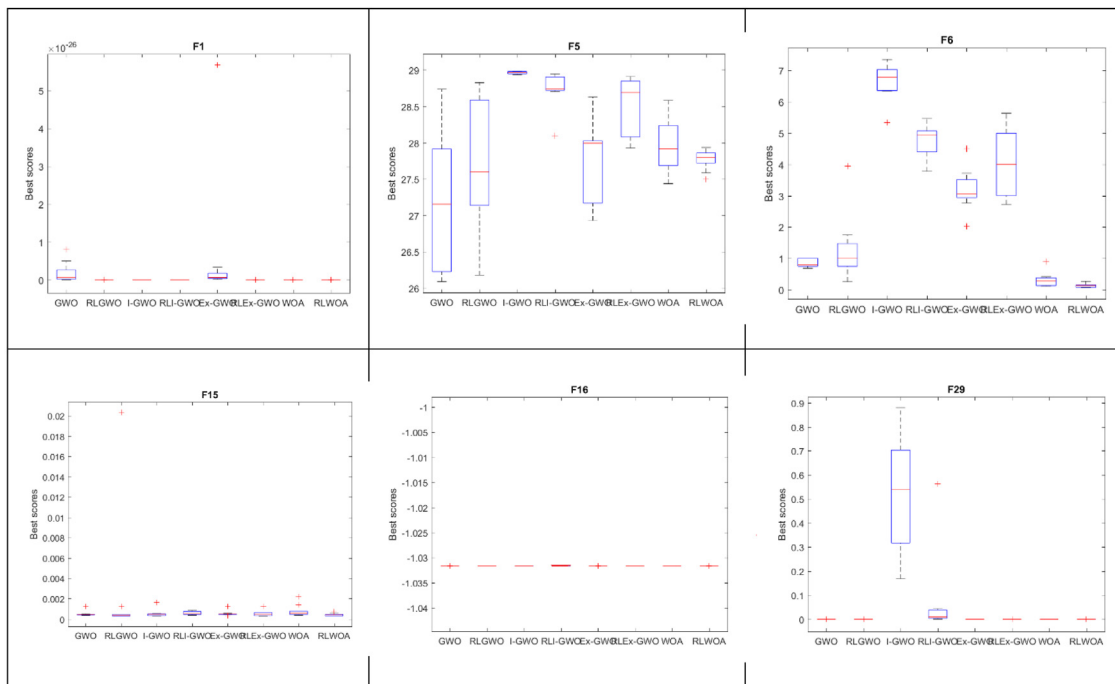 F1
×10^-26
5
4
3
2
1
0
Best scores
GWO RLGWO I-GWO RLI-GWO Ex-GWO RLEx-GWO WOA RLWOA
F5
29
28.5
28
27.5
27
26.5
26
Best scores
GWO RLGWO I-GWO RLI-GWO Ex-GWO RLEx-GWO WOA RLWOA
F6
7
6
5
4
3
2
1
0
Best scores
GWO RLGWO I-GWO RLI-GWO Ex-GWO RLEx-GWO WOA RLWOA
F15
0.02
0.018
0.016
0.014
0.012
0.01
0.008
0.006
0.004
0.002
0
Best scores
GWO RLGWO I-GWO RLI-GWO Ex-GWO RLEx-GWO WOA RLWOA
F16
-1
-1.005
-1.01
-1.015
-1.02
-1.025
-1.03
-1.035
-1.04
Best scores
GWO RLGWO I-GWO RLI-GWO Ex-GWO RLEx-GWO WOA RLWOA
F29
0.9
0.8
0.7
0.6
0.5
0.4
0.3
0.2
0.1
0
Best scores
GWO RLGWO I-GWO RLI-GWO Ex-GWO RLEx-GWO WOA RLWOA